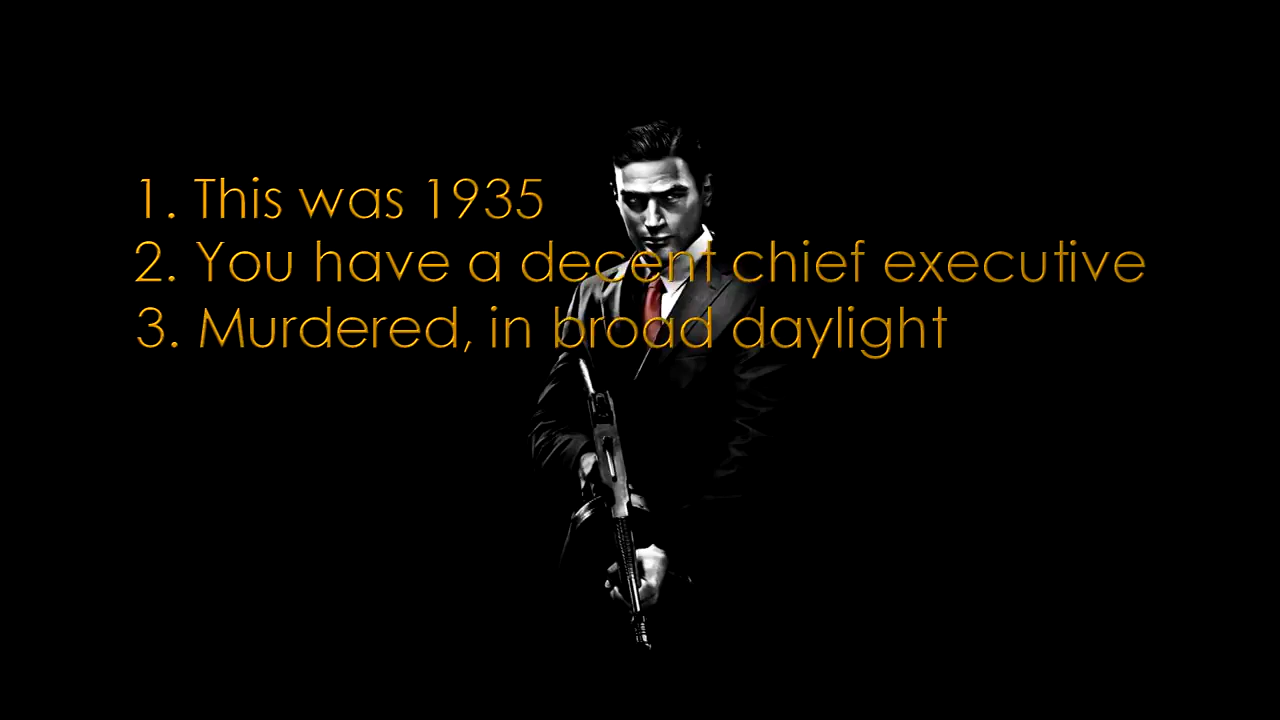 1. This was 1935
2. You have a decent chief executive
3. Murdered, in broad daylight